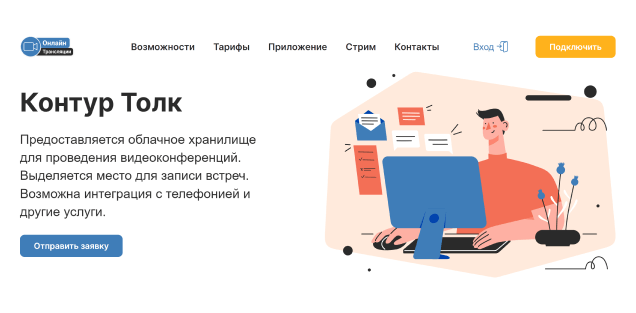 Онлайн
Трансляции
Возможности Тарифы Приложение Стрим Контакты Вход Подключить
Контур Толк
Предоставляется облачное хранилище
для проведения видеоконференций.
Выделяется место для записи встреч.
Возможна интеграция с телефонией и
другие услуги.
Отправить заявку